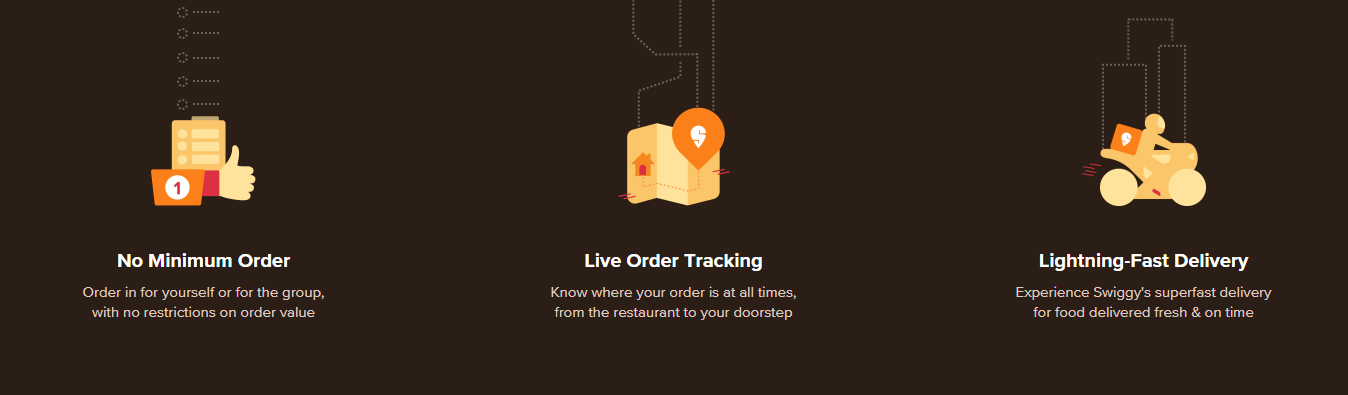 1
No Minimum Order
Order in for yourself or for the group,
with no restrictions on order value
Live Order Tracking
Know where your order is at all times,
from the restaurant to your doorstep
Lightning-Fast Delivery
Experience Swiggy's superfast delivery
for food delivered fresh & on time